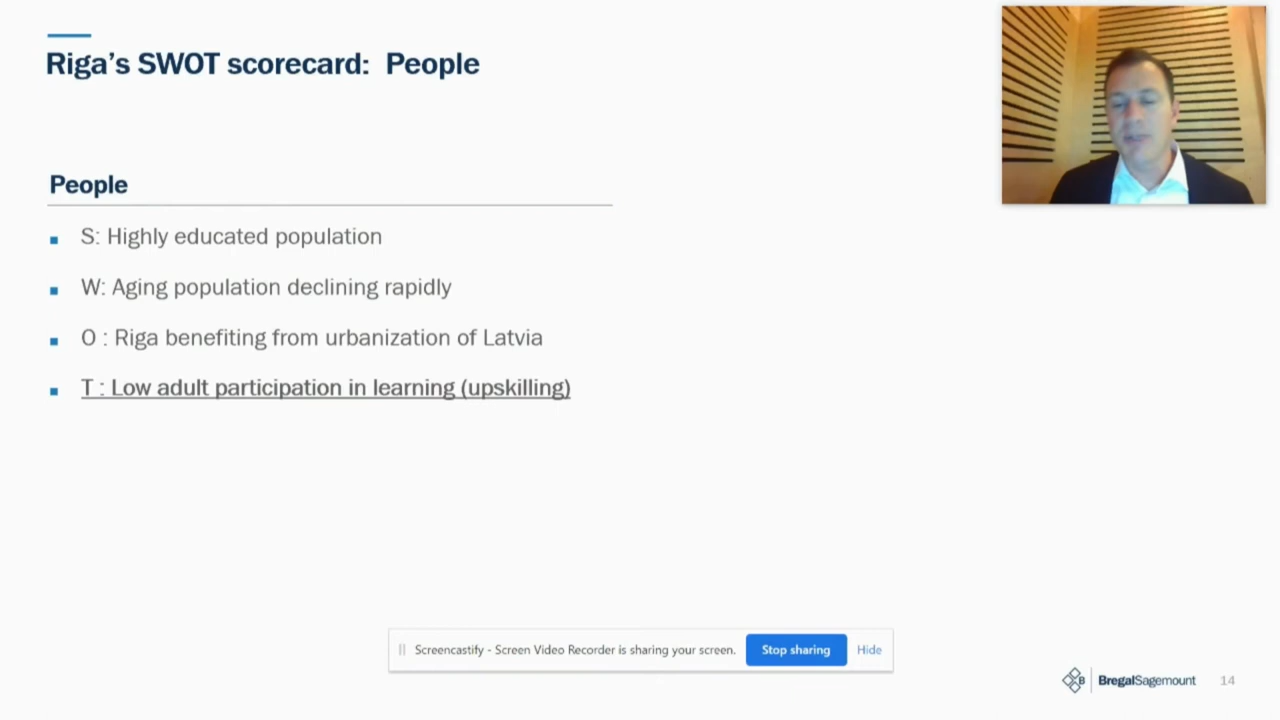 Riga's SWOT scorecard: People
People
S: Highly educated population
W: Aging population declining rapidly
O : Riga benefiting from urbanization of Latvia
T : Low adult participation in learning (upskilling)
Screencastify - Screen Video Recorder is sharing your screen. Stop sharing Hide
B BregalSagemount 14